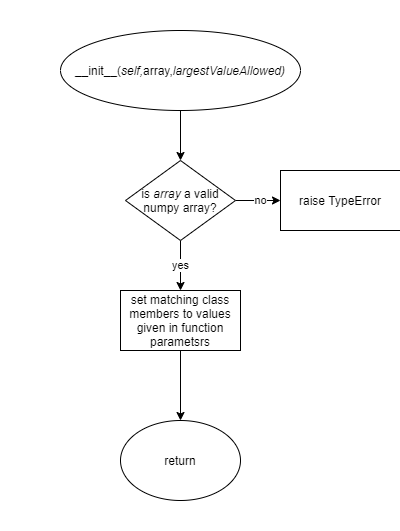 __init__(self,array,largestValueAllowed)
is array a valid
numpy array?
no
raise TypeError
yes
set matching class
members to values
given in function
parametsrs
return